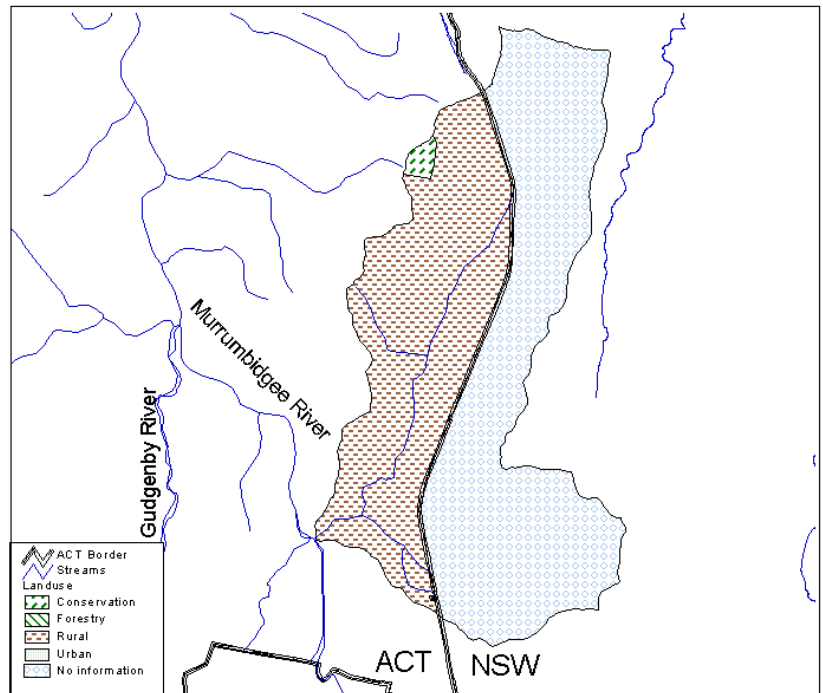 Murrumbidgee River
Gudgenby River
ACT Border
Streams
Landuse
Conservation
Forestry
Rural
Urban
No information
ACT
NSW